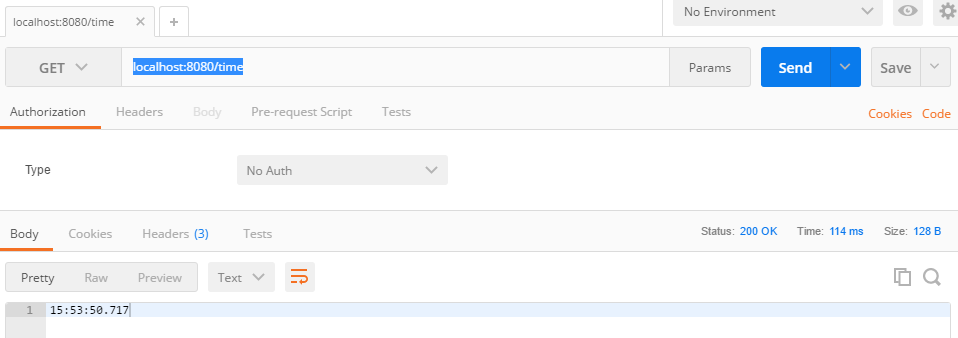 localhost:8080/time
No Environment
GET localhost:8080/time Params Send Save
Authorization Headers Body Pre-request Script Tests Cookies Code
Type No Auth
Body Cookies Headers (3) Tests Status: 200 OK Time: 114 ms Size: 128 B
Pretty Raw Preview Text
1 15:53:50.717